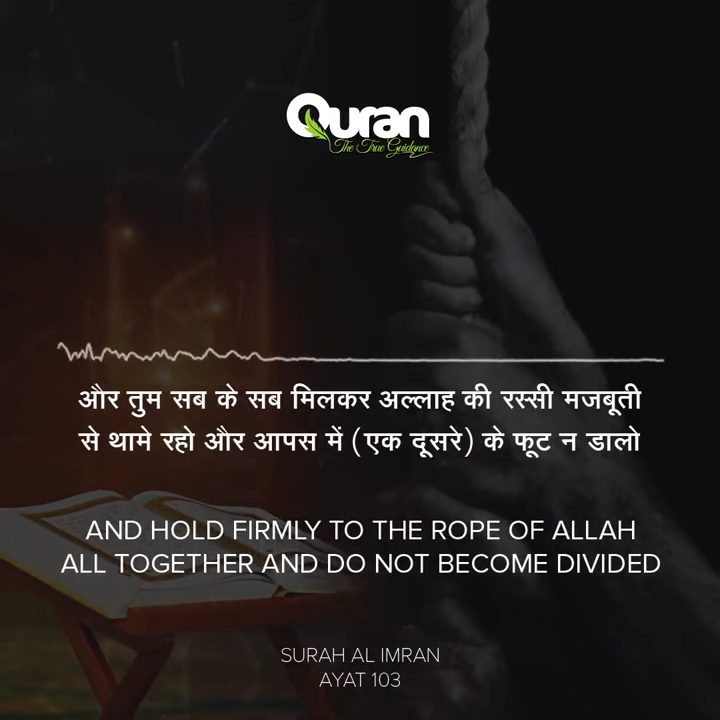 Quran
The True Guidance
और तुम सब के सब मिलकर अल्लाह की रस्सी मजबूती
से थामे रहो और आपस में (एक दूसरे) के फूट न डालो
AND HOLD FIRMLY TO THE ROPE OF ALLAH
ALL TOGETHER AND DO NOT BECOME DIVIDED
SURAH AL IMRAN
AYAT 103